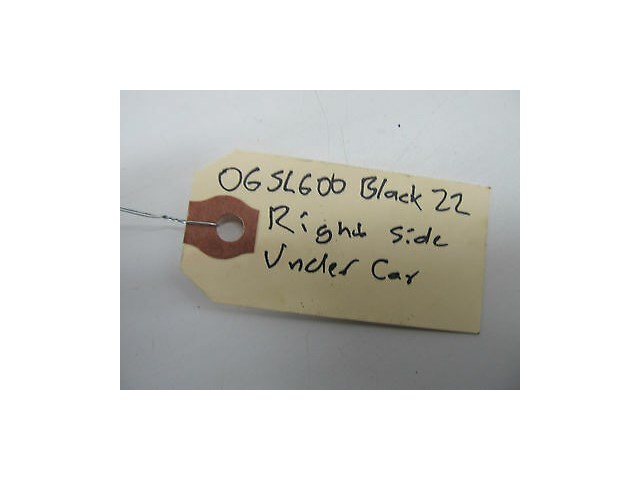 06 SL600 Black 22
Right side
Under Car